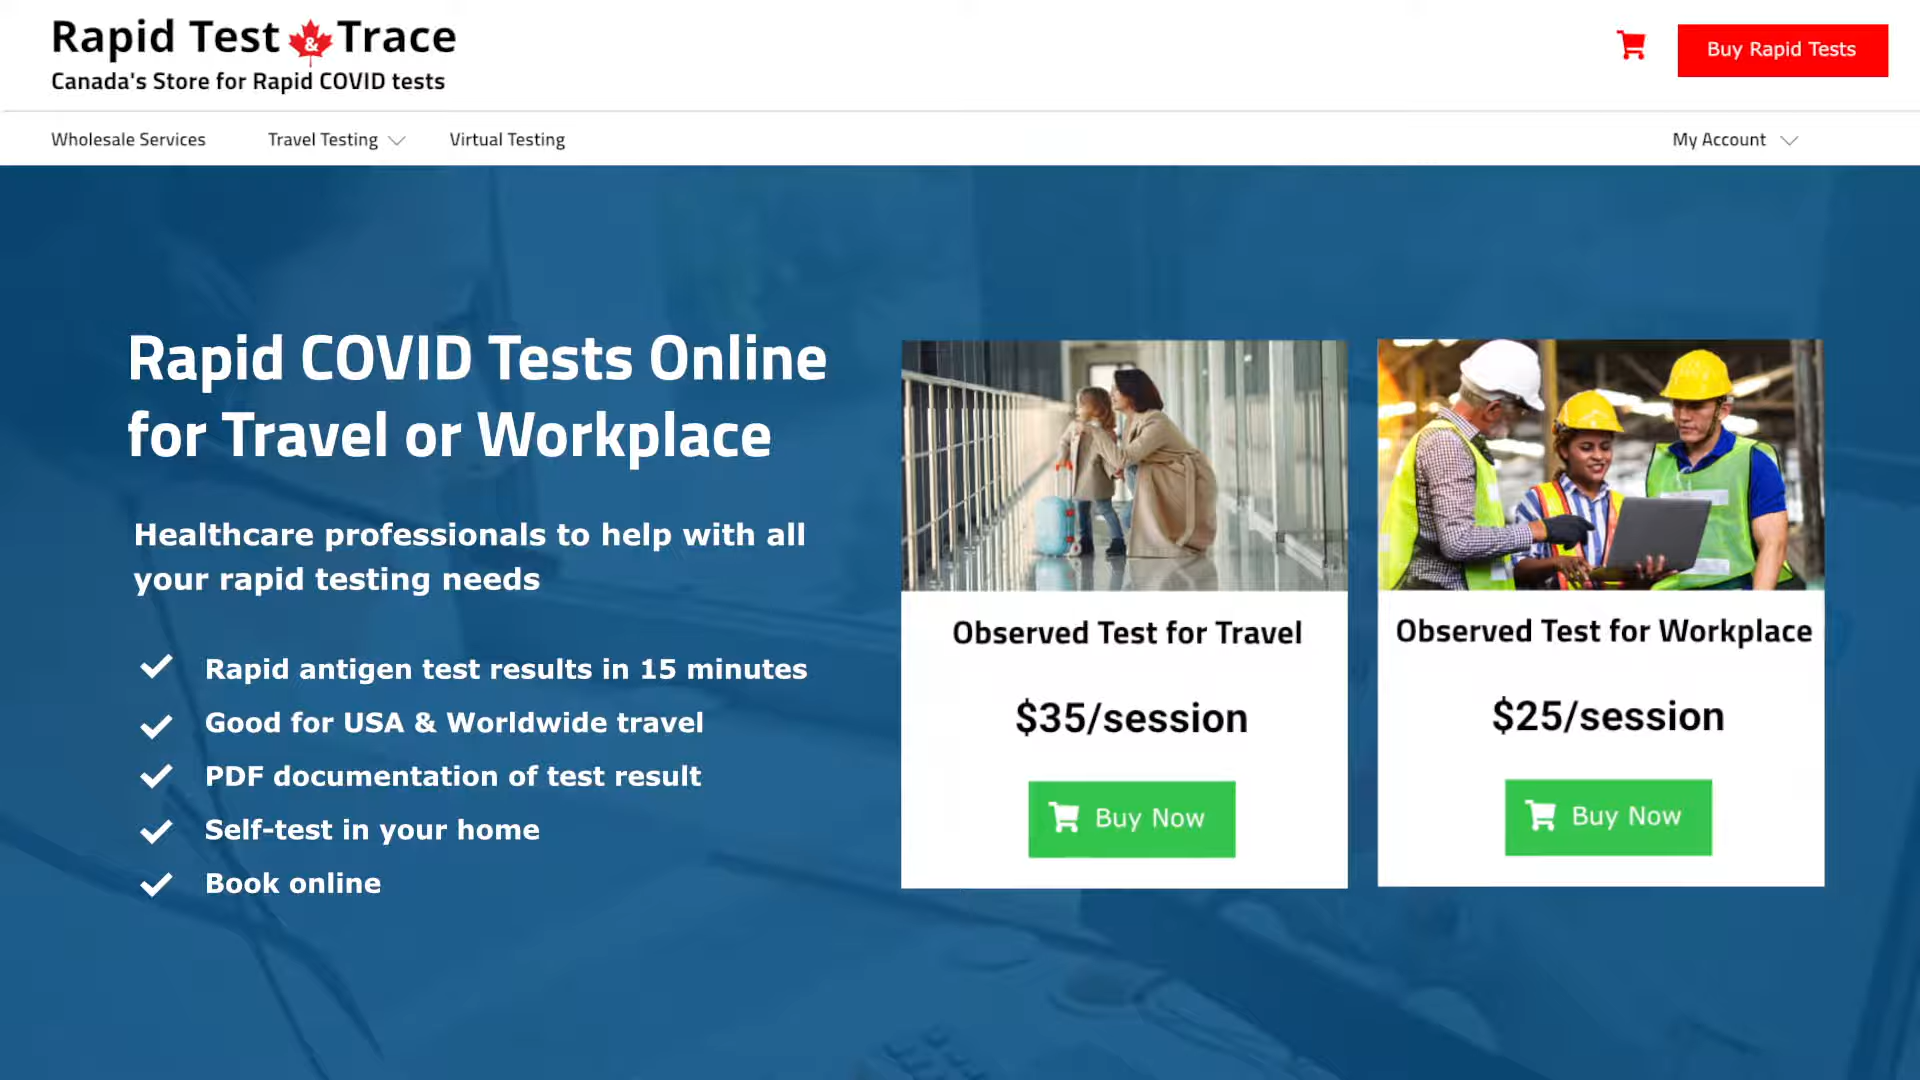 Rapid Test & Trace
Canada's Store for Rapid COVID tests
Buy Rapid Tests
Wholesale Services
Travel Testing
Virtual Testing
My Account
Rapid COVID Tests Online
for Travel or Workplace
Healthcare professionals to help with all
your rapid testing needs
Rapid antigen test results in 15 minutes
Good for USA & Worldwide travel
PDF documentation of test result
Self-test in your home
Book online
Observed Test for Travel
$35/session
Buy Now
Observed Test for Workplace
$25/session
Buy Now